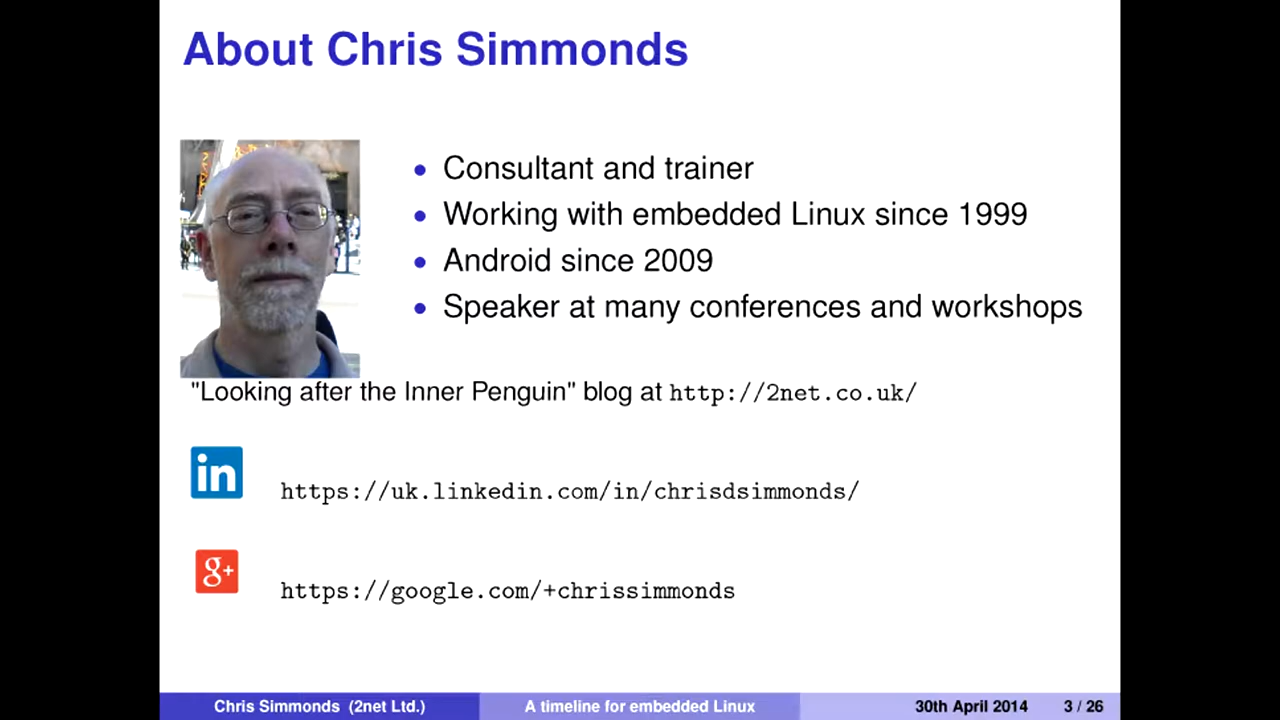 About Chris Simmonds
• Consultant and trainer
• Working with embedded Linux since 1999
• Android since 2009
• Speaker at many conferences and workshops
"Looking after the Inner Penguin" blog at http://2net.co.uk/
in
https://uk.linkedin.com/in/chrisdsimmonds/
g+
https://google.com/+chrissimmonds
Chris Simmonds (2net Ltd.) A timeline for embedded Linux 30th April 2014 3 / 26